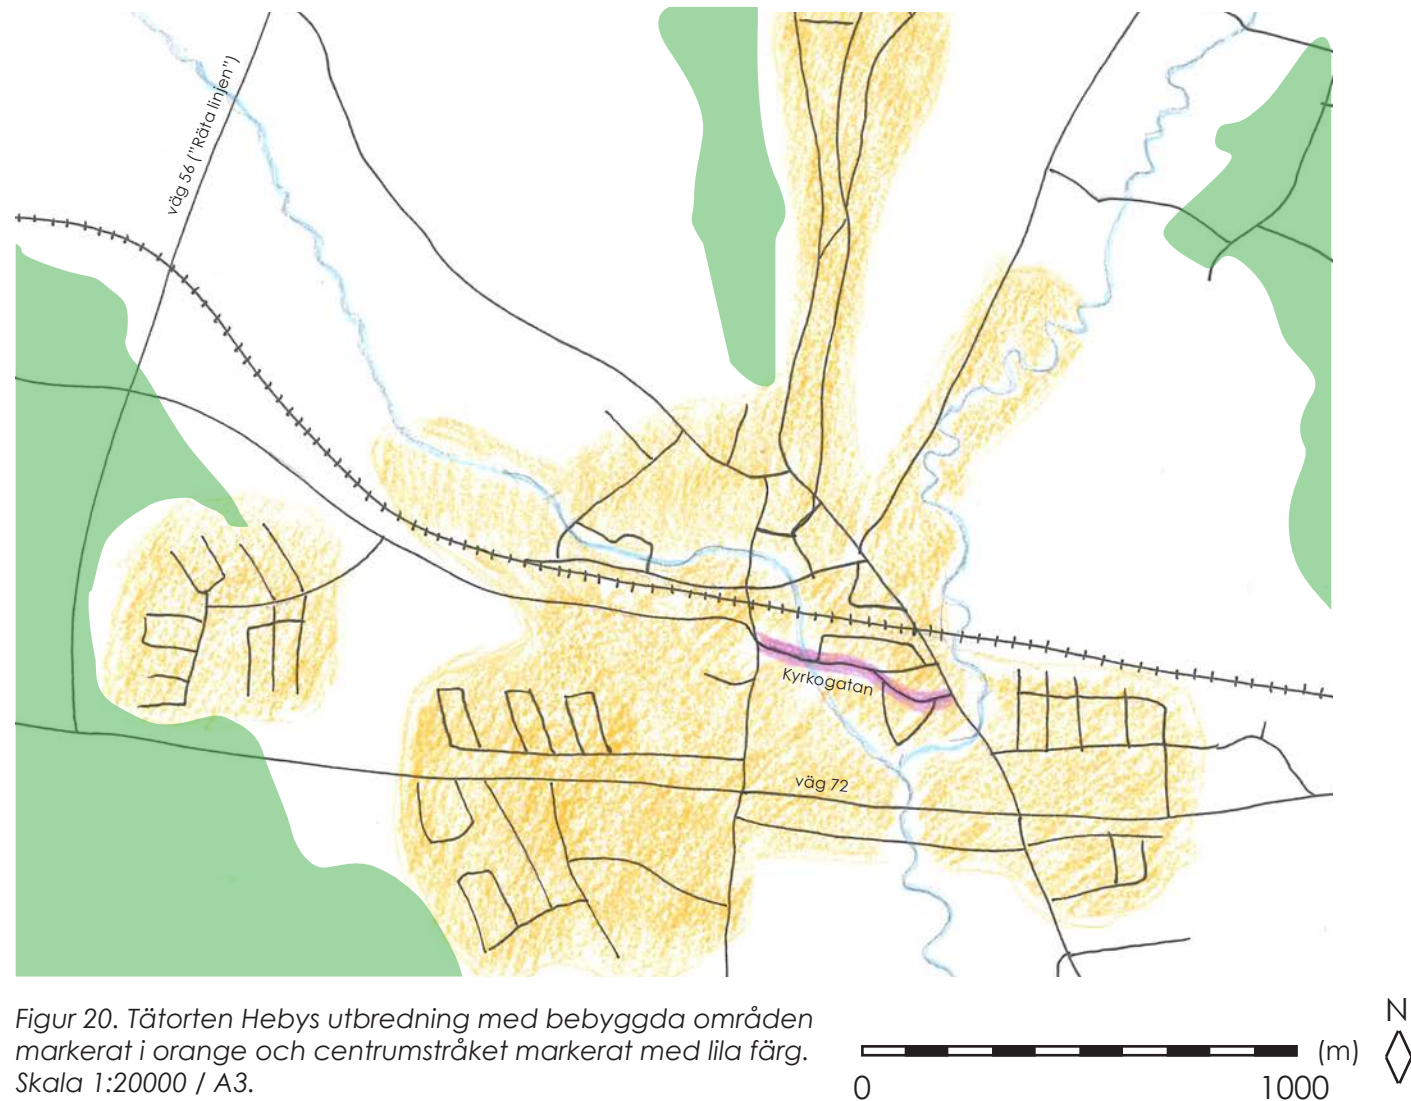 väg 56 ("Räta linjen")
Kyrkogatan
väg 72
Figur 20. Tätorten Hebys utbredning med bebyggda områden
markerat i orange och centrumstråket markerat med lila färg.
Skala 1:20000 / A3.
N
(m)
0 1000